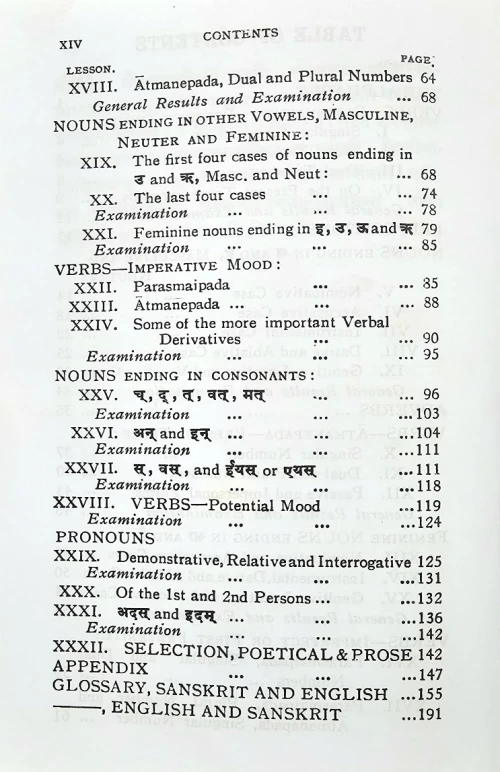 XIV CONTENTS
LESSON. PAGE.
XVIII. Ātmanepada, Dual and Plural Numbers 64
General Results and Examination ... 68
NOUNS ENDING IN OTHER VOWELS, MASCULINE,
NEUTER AND FEMININE:
XIX. The first four cases of nouns ending in
उ and ऋ, Masc. and Neut: ... ... 68
XX. The last four cases ... ... 74
Examination ... ... ... 78
XXI. Feminine nouns ending in इ, उ, ऊ and ऋ 79
Examination ... ... ... 85
VERBS—IMPERATIVE MOOD:
XXII. Parasmaipada ... ... 85
XXIII. Ātmanepada ... ... ... 88
XXIV. Some of the more important Verbal
Derivatives ... ... 90
Examination ... ... ... 95
NOUNS ENDING IN CONSONANTS:
XXV. च्, द्, त्, वत्, मत् ... ... 96
Examination ... ... ...103
XXVI. अन् and इन् ... ... ...104
Examination ... ... ...111
XXVII. स्, वस्, and ईयस् or एयस् ...111
Examination ... ... ...118
XXVIII. VERBS—Potential Mood ...119
Examination ... ... ...124
PRONOUNS
XXIX. Demonstrative, Relative and Interrogative 125
Examination ... ... ...131
XXX. Of the 1st and 2nd Persons ... ...132
XXXI. अदस् and इदम् ... ... ...136
Examination ... ... ...142
XXXII. SELECTION, POETICAL & PROSE 142
APPENDIX ... ... ...147
GLOSSARY, SANSKRIT AND ENGLISH ...155
———, ENGLISH AND SANSKRIT ...191